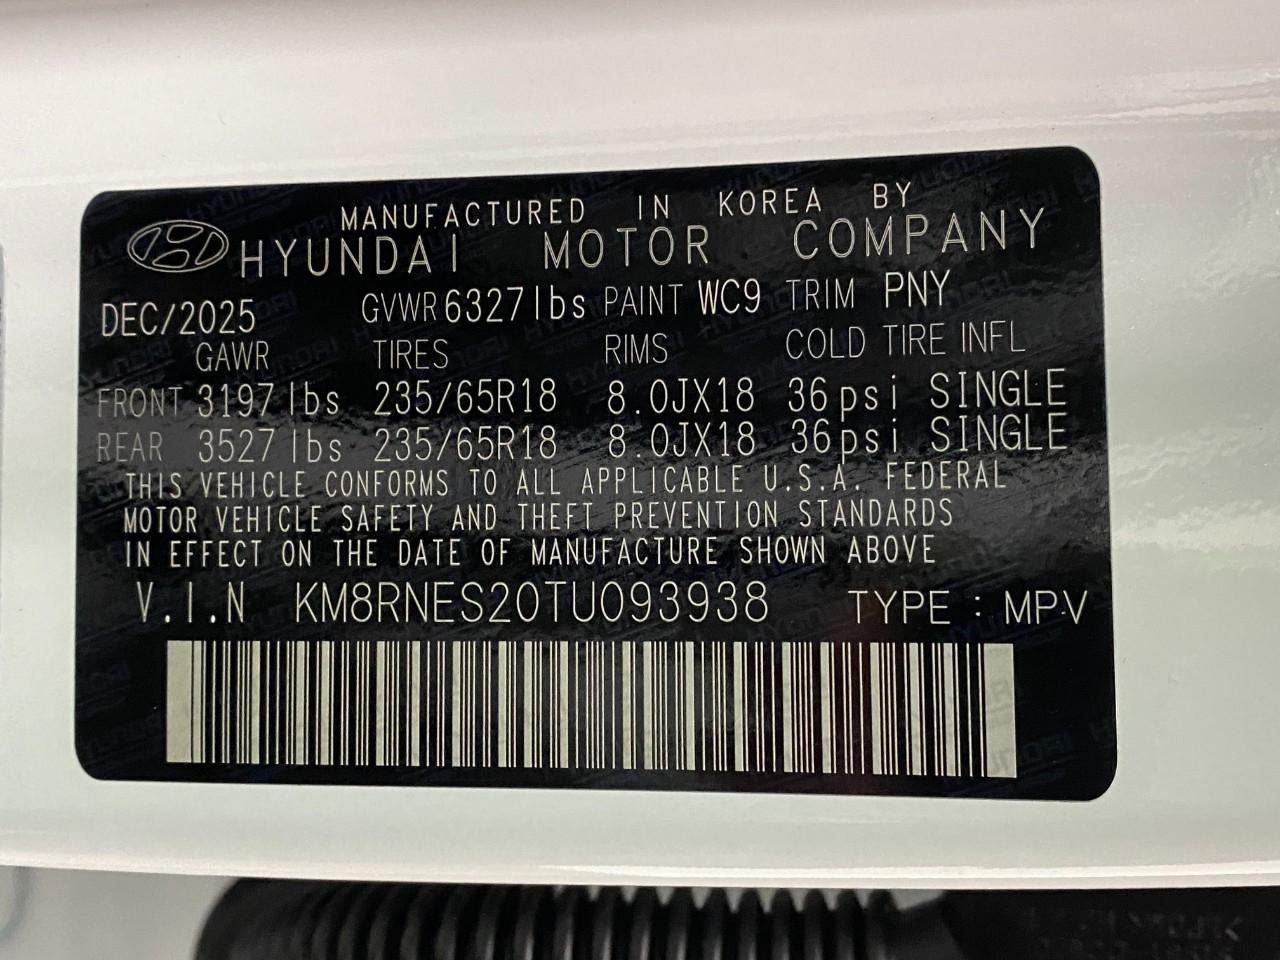 MANUFACTURED IN KOREA BY
HYUNDAI MOTOR COMPANY
DEC/2025 GVWR 6327lbs PAINT WC9 TRIM PNY
GAWR TIRES RIMS COLD TIRE INFL
FRONT 3197lbs 235/65R18 8.0JX18 36psi SINGLE
REAR 3527lbs 235/65R18 8.0JX18 36psi SINGLE
THIS VEHICLE CONFORMS TO ALL APPLICABLE U.S.A. FEDERAL
MOTOR VEHICLE SAFETY AND THEFT PREVENTION STANDARDS
IN EFFECT ON THE DATE OF MANUFACTURE SHOWN ABOVE
V.I.N KM8RNES20TU093938 TYPE : MPV